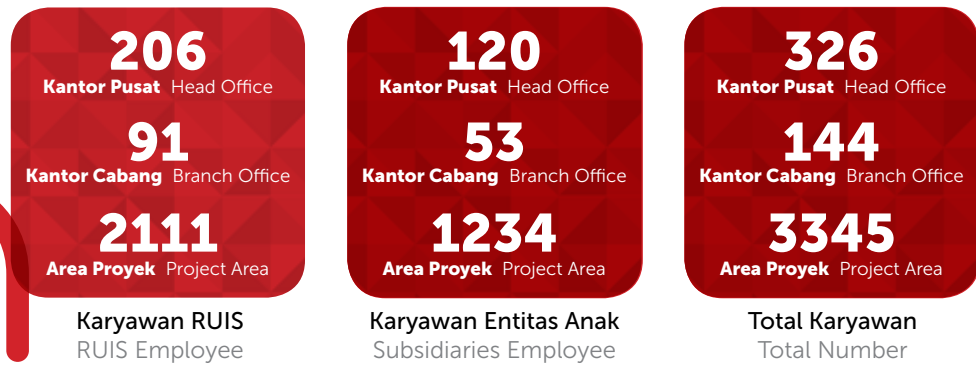 206
Kantor Pusat Head Office
91
Kantor Cabang Branch Office
2111
Area Proyek Project Area
Karyawan RUIS
RUIS Employee
120
Kantor Pusat Head Office
53
Kantor Cabang Branch Office
1234
Area Proyek Project Area
Karyawan Entitas Anak
Subsidiaries Employee
326
Kantor Pusat Head Office
144
Kantor Cabang Branch Office
3345
Area Proyek Project Area
Total Karyawan
Total Number